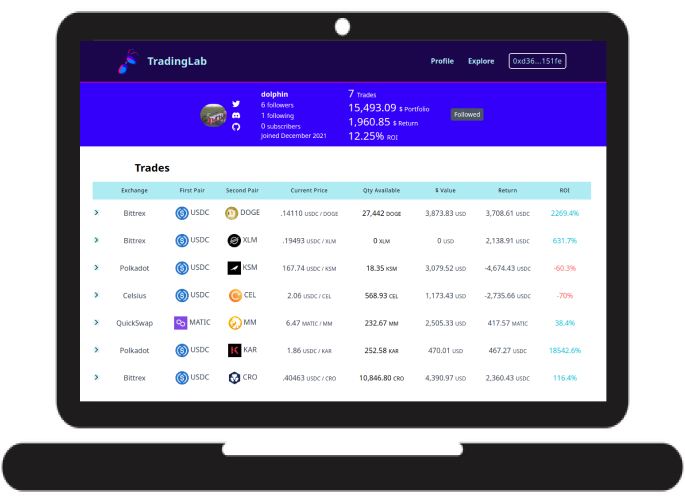 TradingLab
Profile Explore 0xd36...151fe
dolphin
6 followers
1 following
0 subscribers
Joined December 2021
7 Trades
15,493.09 $ Portfolio
1,960.85 $ Return
12.25% ROI
Followed
Trades
Exchange First Pair Second Pair Current Price Qty Available $ Value Return ROI
Bittrex USDC DOGE .14110 USDC / DOGE 27,442 DOGE 3,873.83 USD 3,708.61 USDC 2269.4%
Bittrex USDC XLM .19493 USDC / XLM 0 XLM 0 USD 2,138.91 USDC 631.7%
Polkadot USDC KSM 167.74 USDC / KSM 18.35 KSM 3,079.52 USD -4,674.43 USDC -60.3%
Celsius USDC CEL 2.06 USDC / CEL 568.93 CEL 1,173.43 USD -2,735.66 USDC -70%
QuickSwap MATIC MM 6.47 MATIC / MM 232.67 MM 2,505.33 USD 417.57 MATIC 38.4%
Polkadot USDC KAR 1.86 USDC / KAR 252.58 KAR 470.01 USD 467.27 USDC 18542.6%
Bittrex USDC CRO .40463 USDC / CRO 10,846.80 CRO 4,390.97 USD 2,360.43 USDC 116.4%